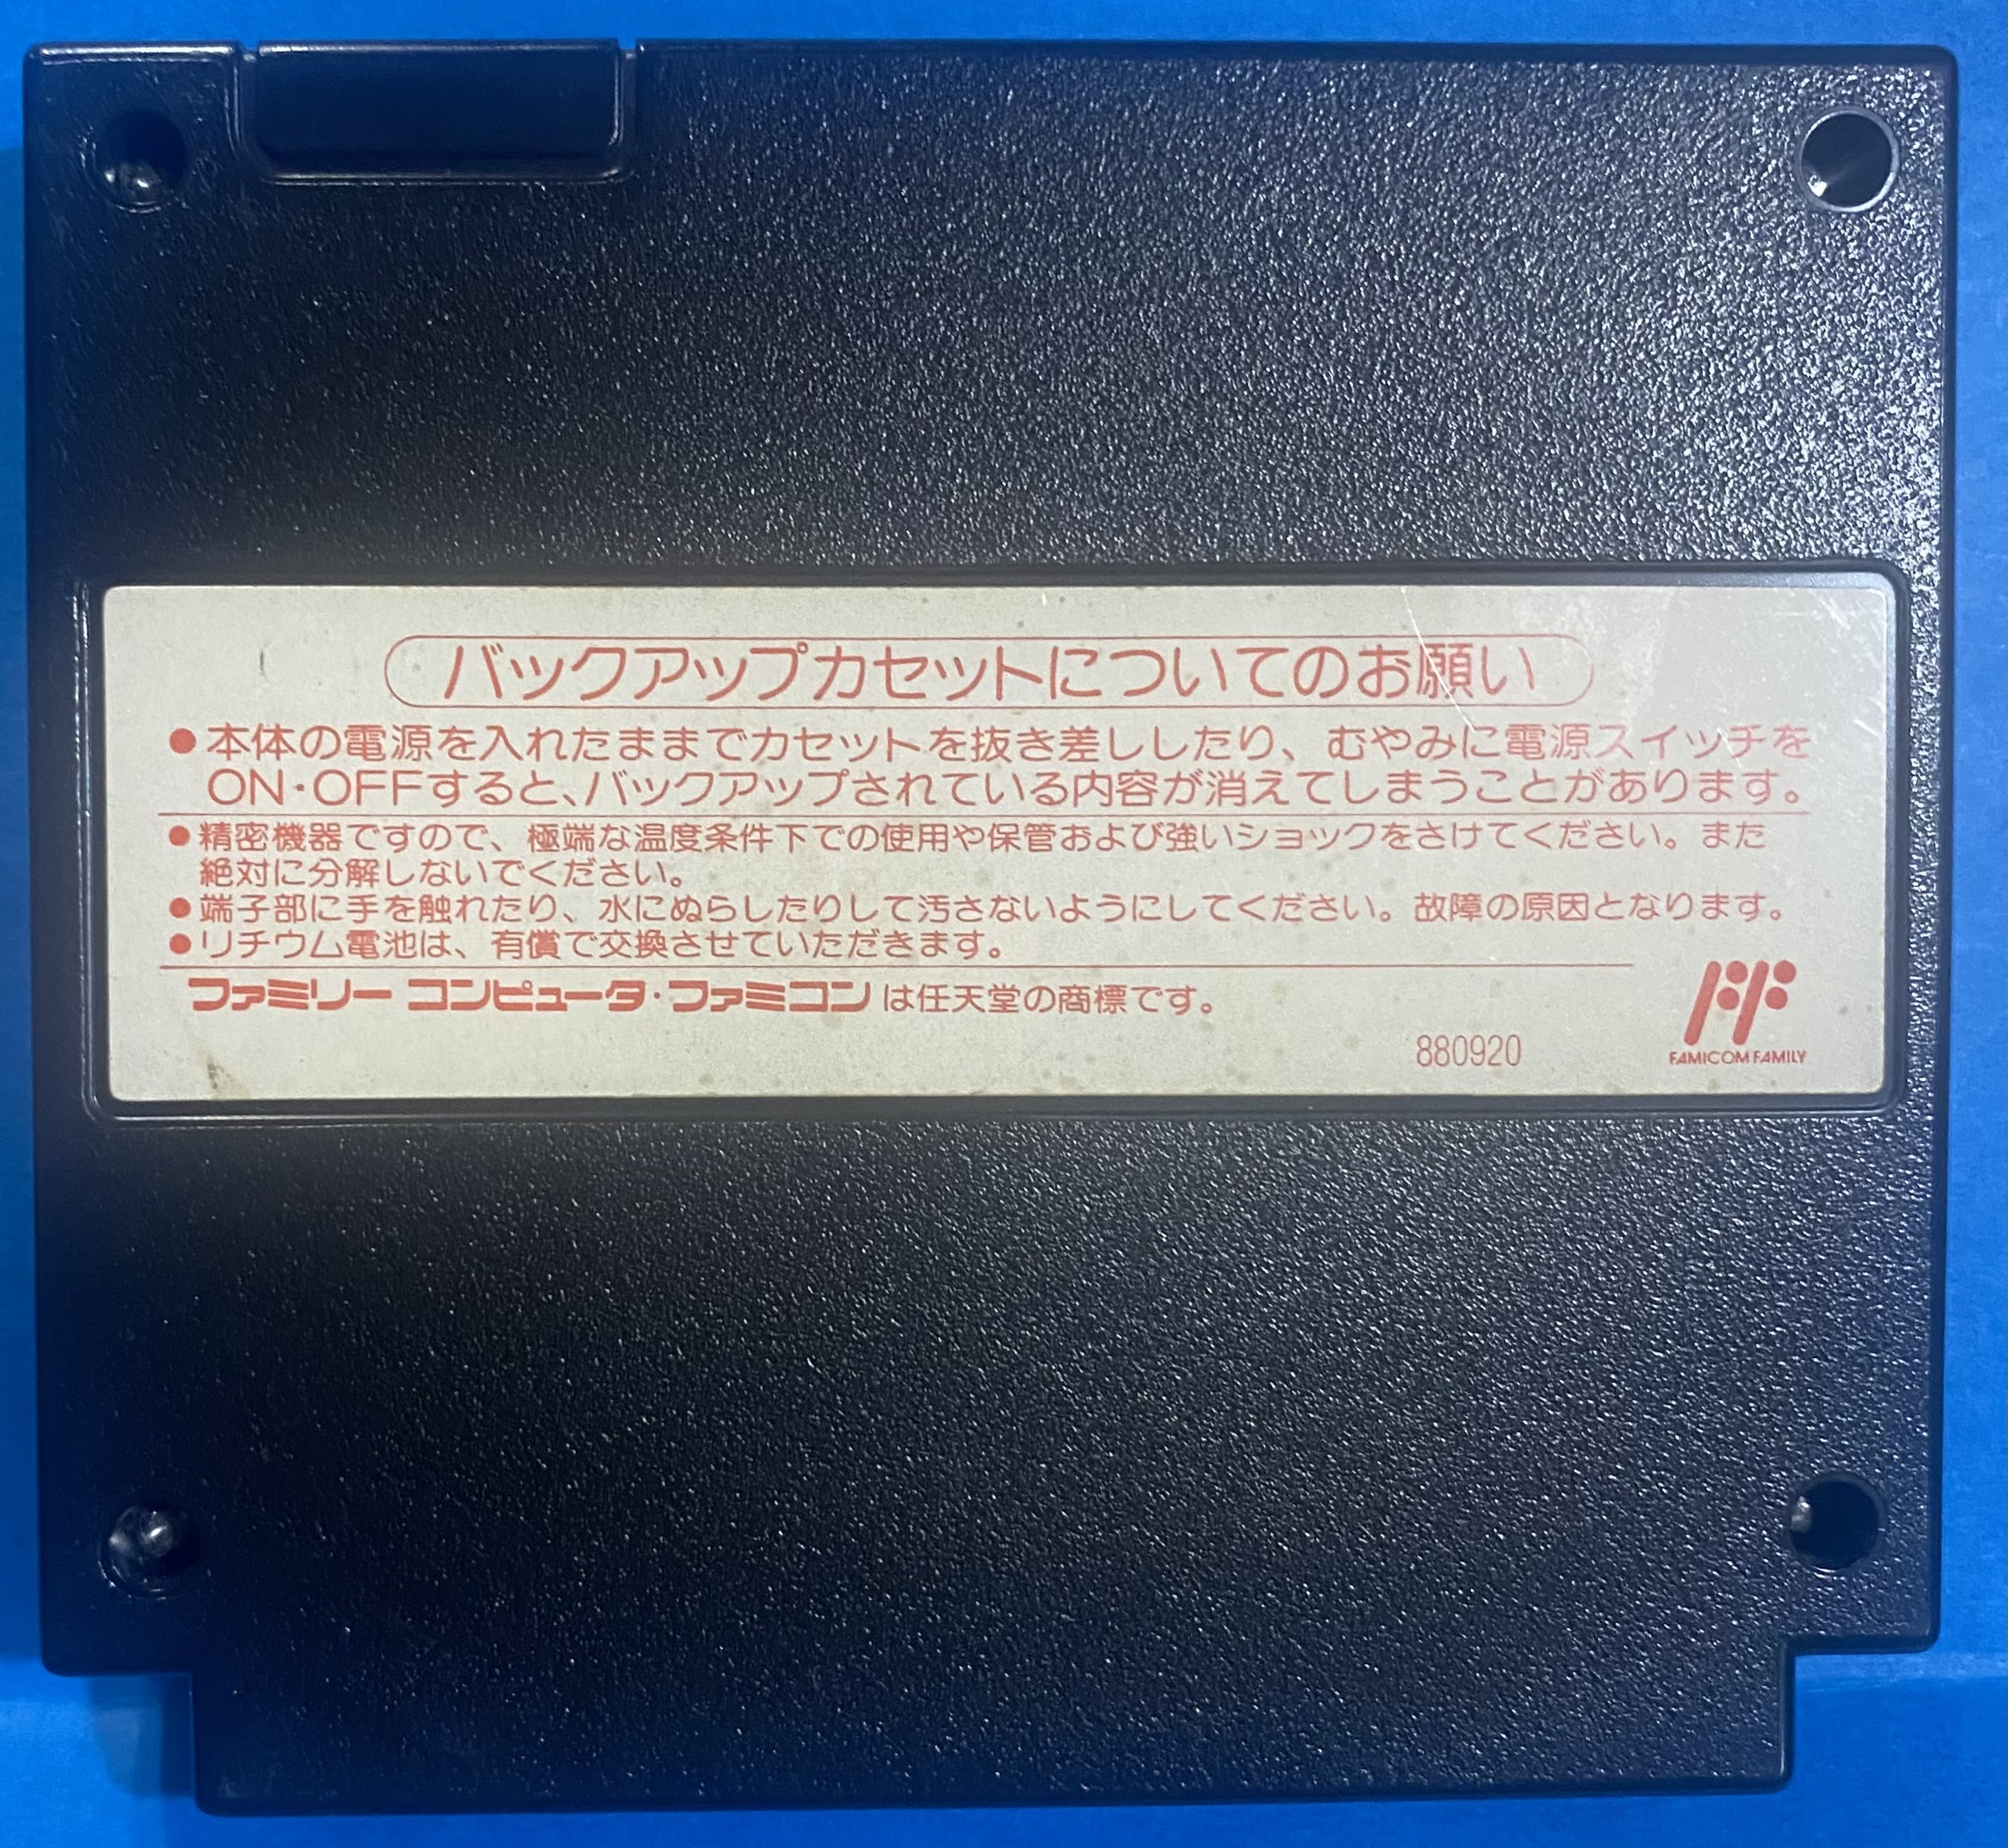 バックアップカセットについてのお願い
●本体の電源を入れたままでカセットを抜き差ししたり、むやみに電源スイッチを
ON・OFFすると、バックアップされている内容が消えてしまうことがあります。
●精密機器ですので、極端な温度条件下での使用や保管および強いショックをさけてください。また
絶対に分解しないでください。
●端子部に手を触れたり、水にぬらしたりして汚さないようにしてください。故障の原因となります。
●リチウム電池は、有償で交換させていただきます。
ファミリーコンピュータ・ファミコンは任天堂の商標です。
880920
FAMICOM FAMILY